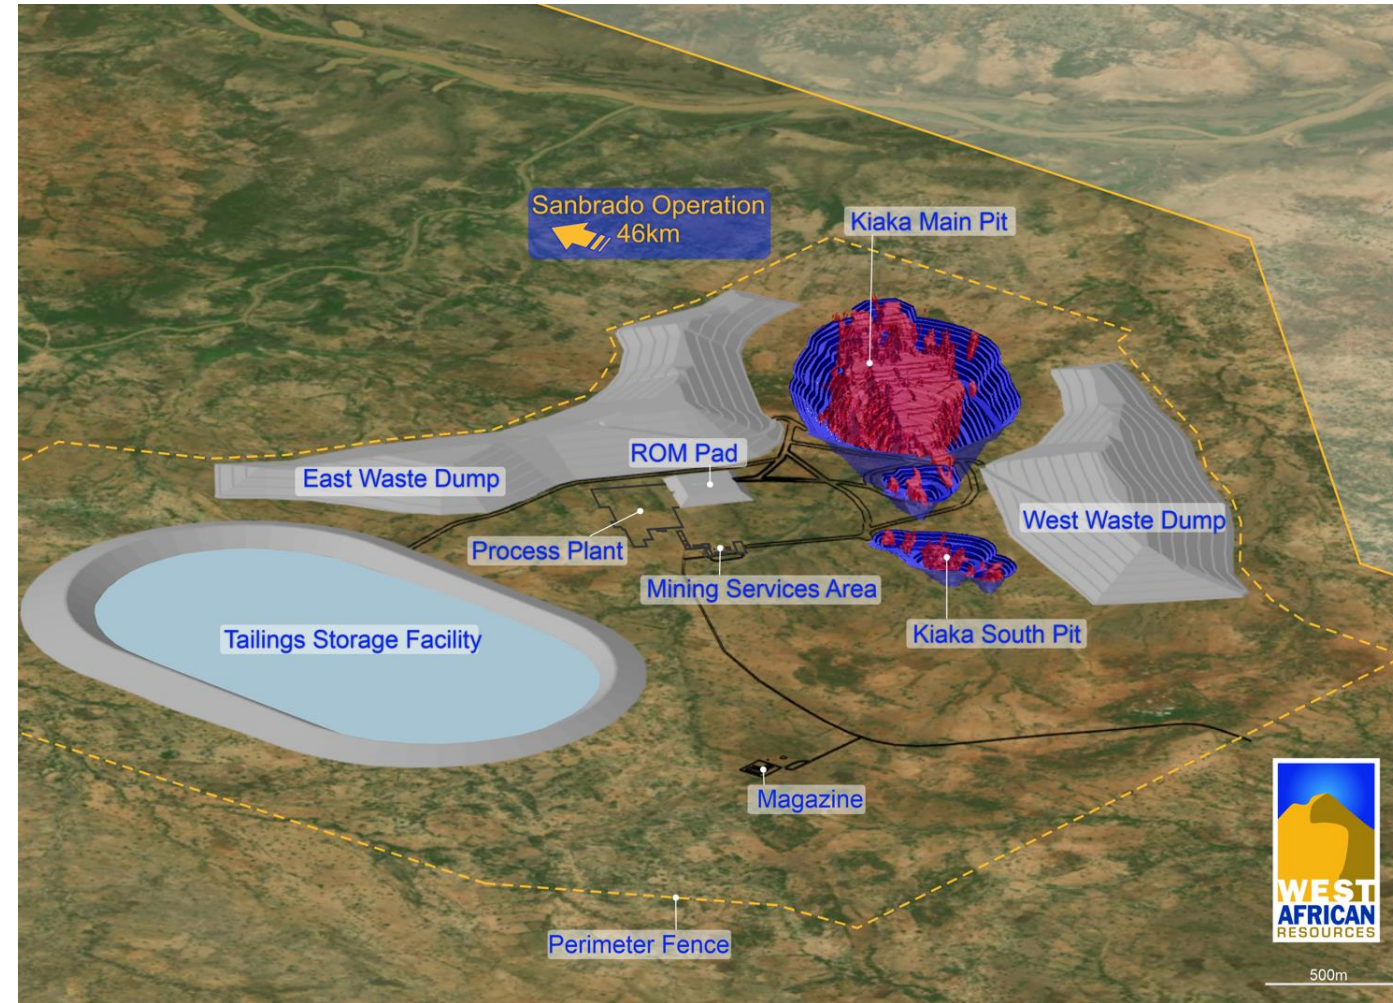 Sanbrado Operation
46km
Kiaka Main Pit
ROM Pad
East Waste Dump
West Waste Dump
Process Plant
Mining Services Area
Kiaka South Pit
Tailings Storage Facility
Magazine
Perimeter Fence
WEST
AFRICAN
RESOURCES
500m